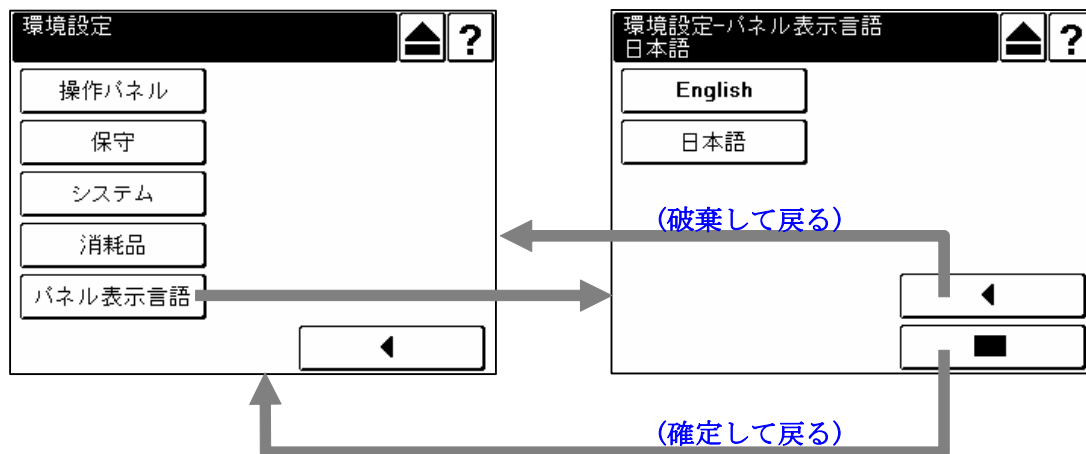 環境設定
?
操作パネル
保守
システム
消耗品
パネル表示言語
環境設定-パネル表示言語
日本語
?
English
日本語
(破棄して戻る)
(確定して戻る)